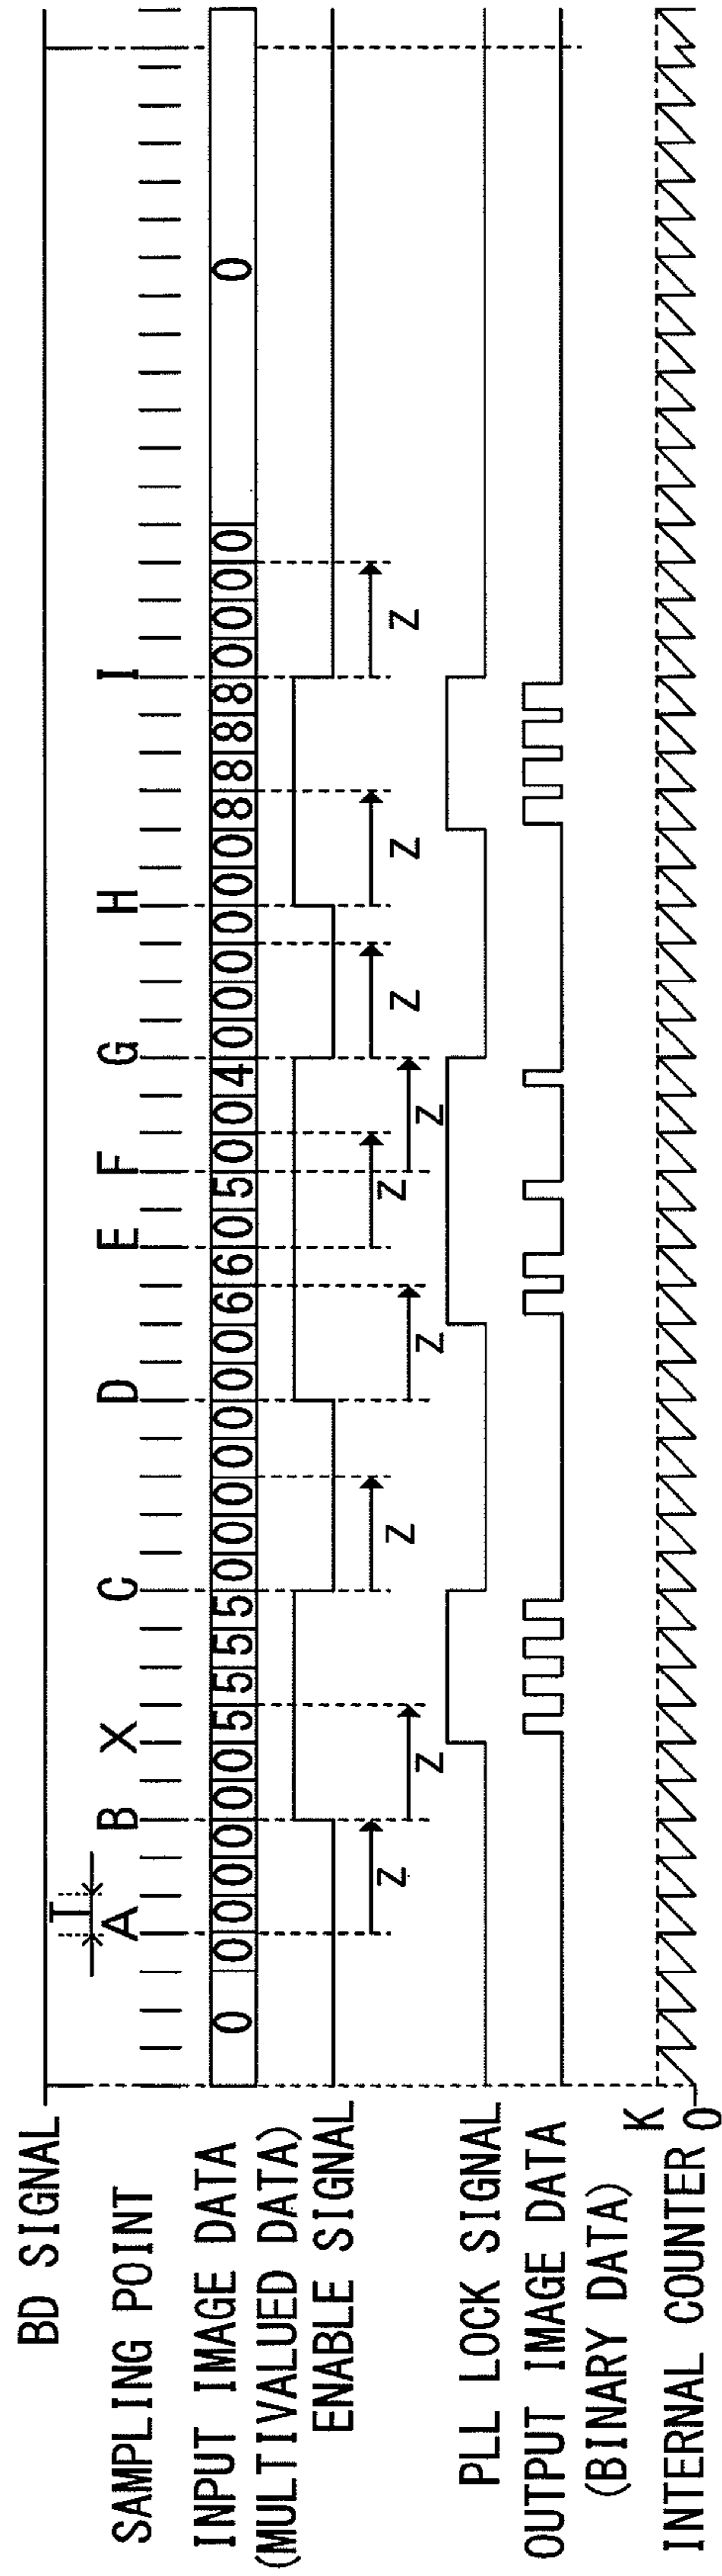 BD SIGNAL
T
SAMPLING POINT A B X C D E F G H I
INPUT IMAGE DATA
(MULTIVALUED DATA)
0 0 0 0 0 0 0 5 5 5 5 0 0 0 0 0 0 0 6 6 0 5 0 0 4 0 0 0 0 0 0 8 8 8 8 0 0 0 0 0
ENABLE SIGNAL
Z Z Z Z Z Z
Z Z Z
PLL LOCK SIGNAL
OUTPUT IMAGE DATA
(BINARY DATA)
K
INTERNAL COUNTER 0